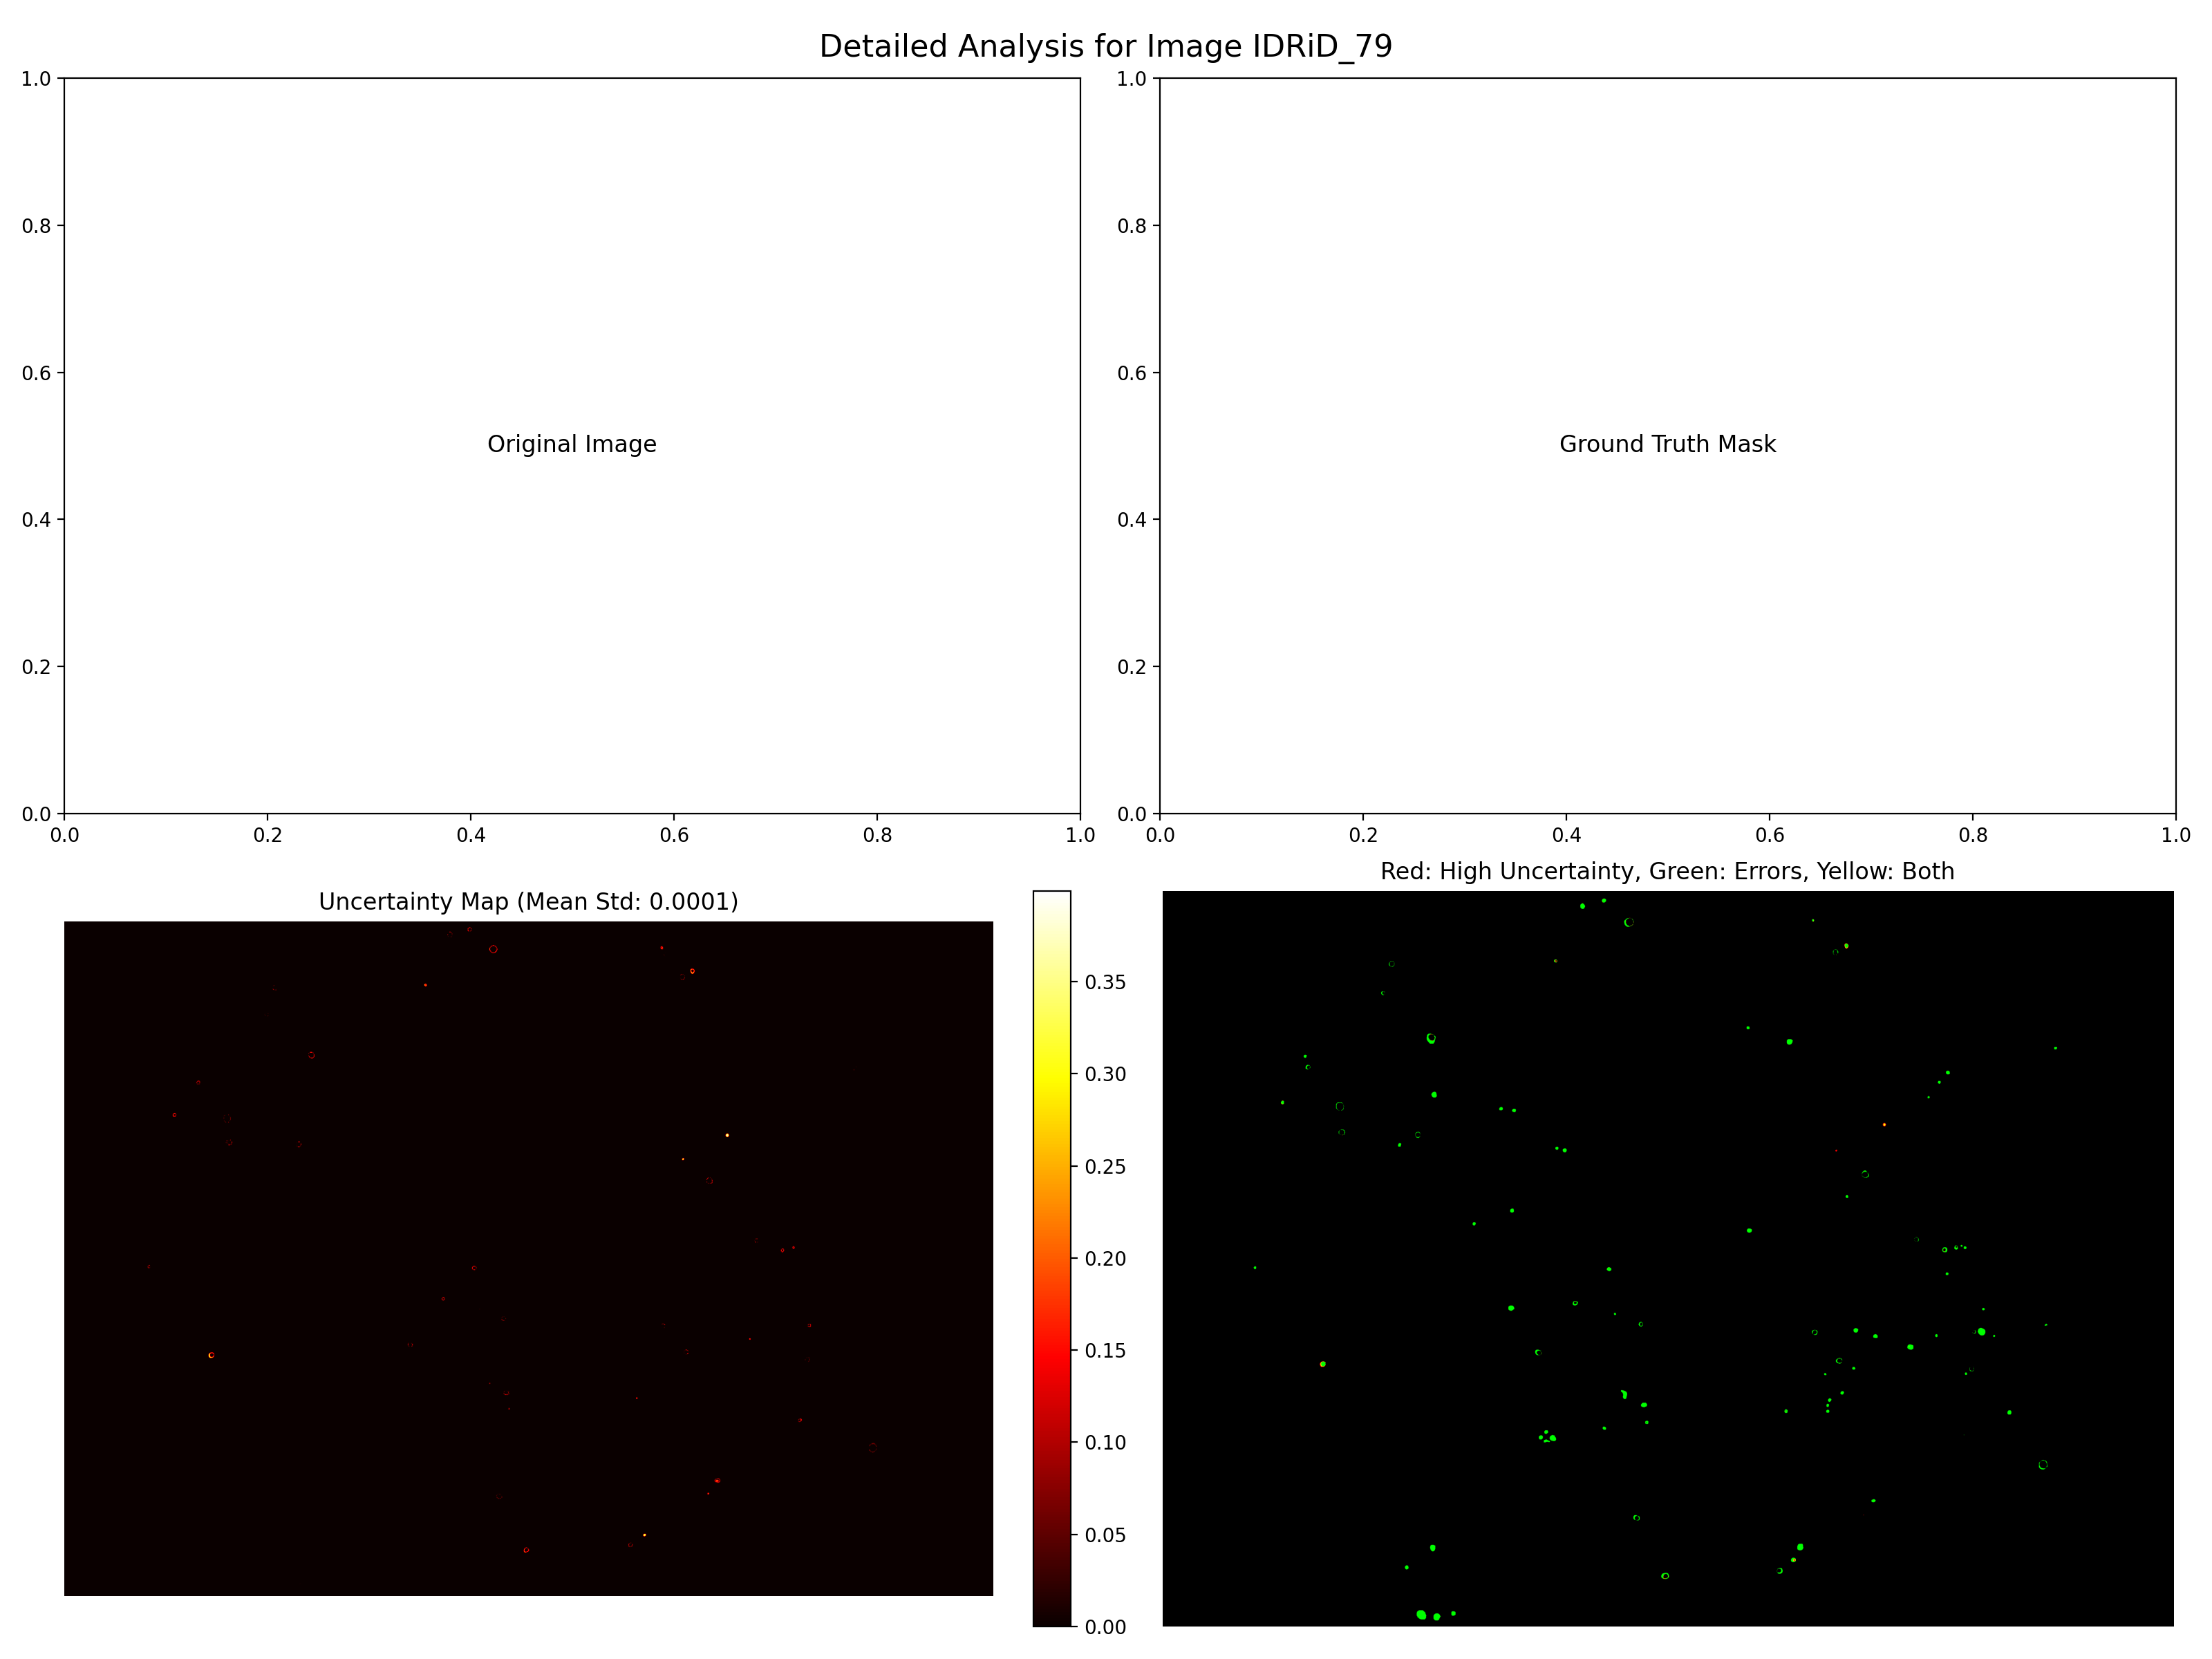 Detailed Analysis for Image IDRiD_79
1.0
0.8
0.6
0.4
0.2
0.0
0.0 0.2 0.4 0.6 0.8 1.0
Original Image
1.0
0.8
0.6
0.4
0.2
0.0
0.0 0.2 0.4 0.6 0.8 1.0
Ground Truth Mask
Uncertainty Map (Mean Std: 0.0001)
0.35
0.30
0.25
0.20
0.15
0.10
0.05
0.00
Red: High Uncertainty, Green: Errors, Yellow: Both